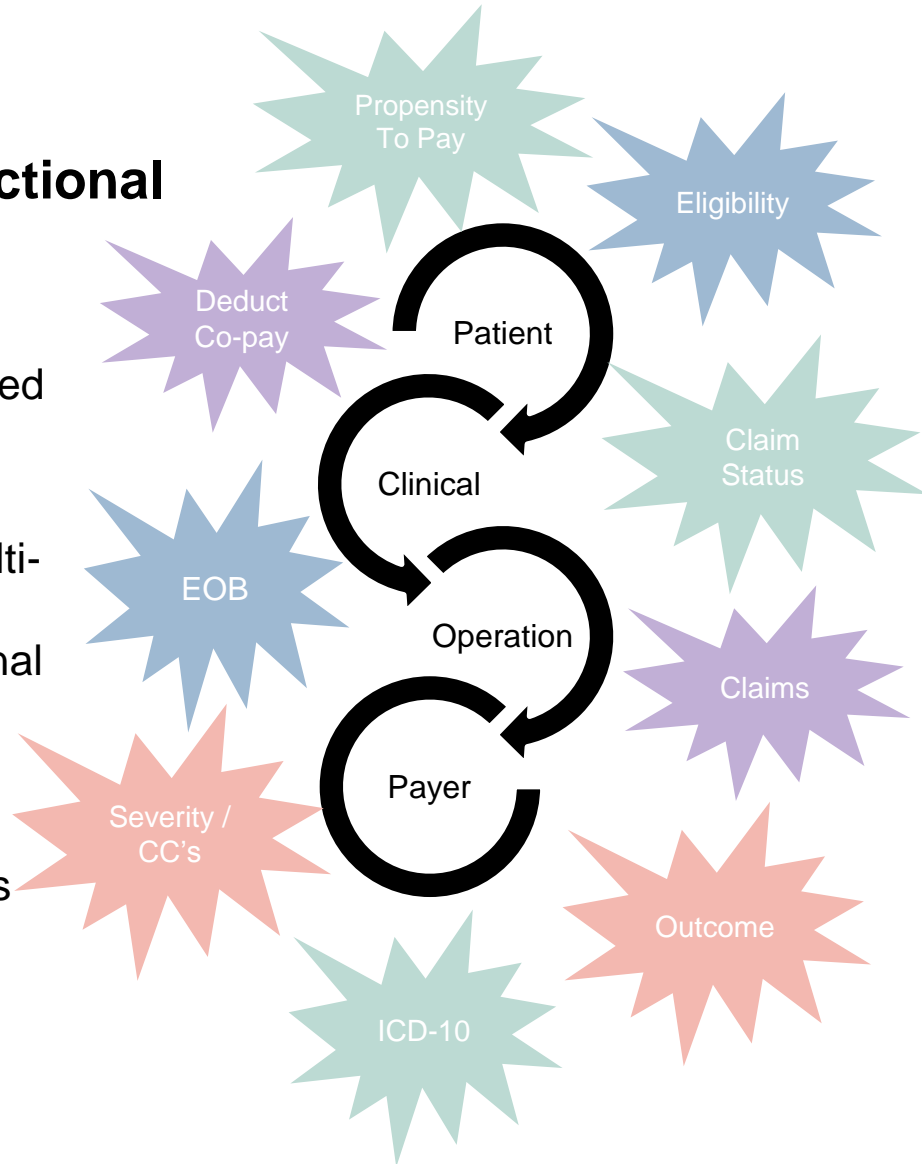 Propensity
To Pay
ctional
Eligibility
Deduct
Co-pay
Patient
ed
Claim
Status
Clinical
lti-
EOB
Operation
nal
Claims
Payer
Severity /
CC's
s
Outcome
ICD-10